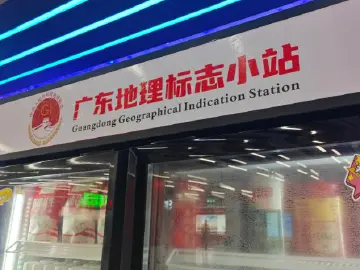 广东地理标志小站
Guangdong Geographical Indication Station